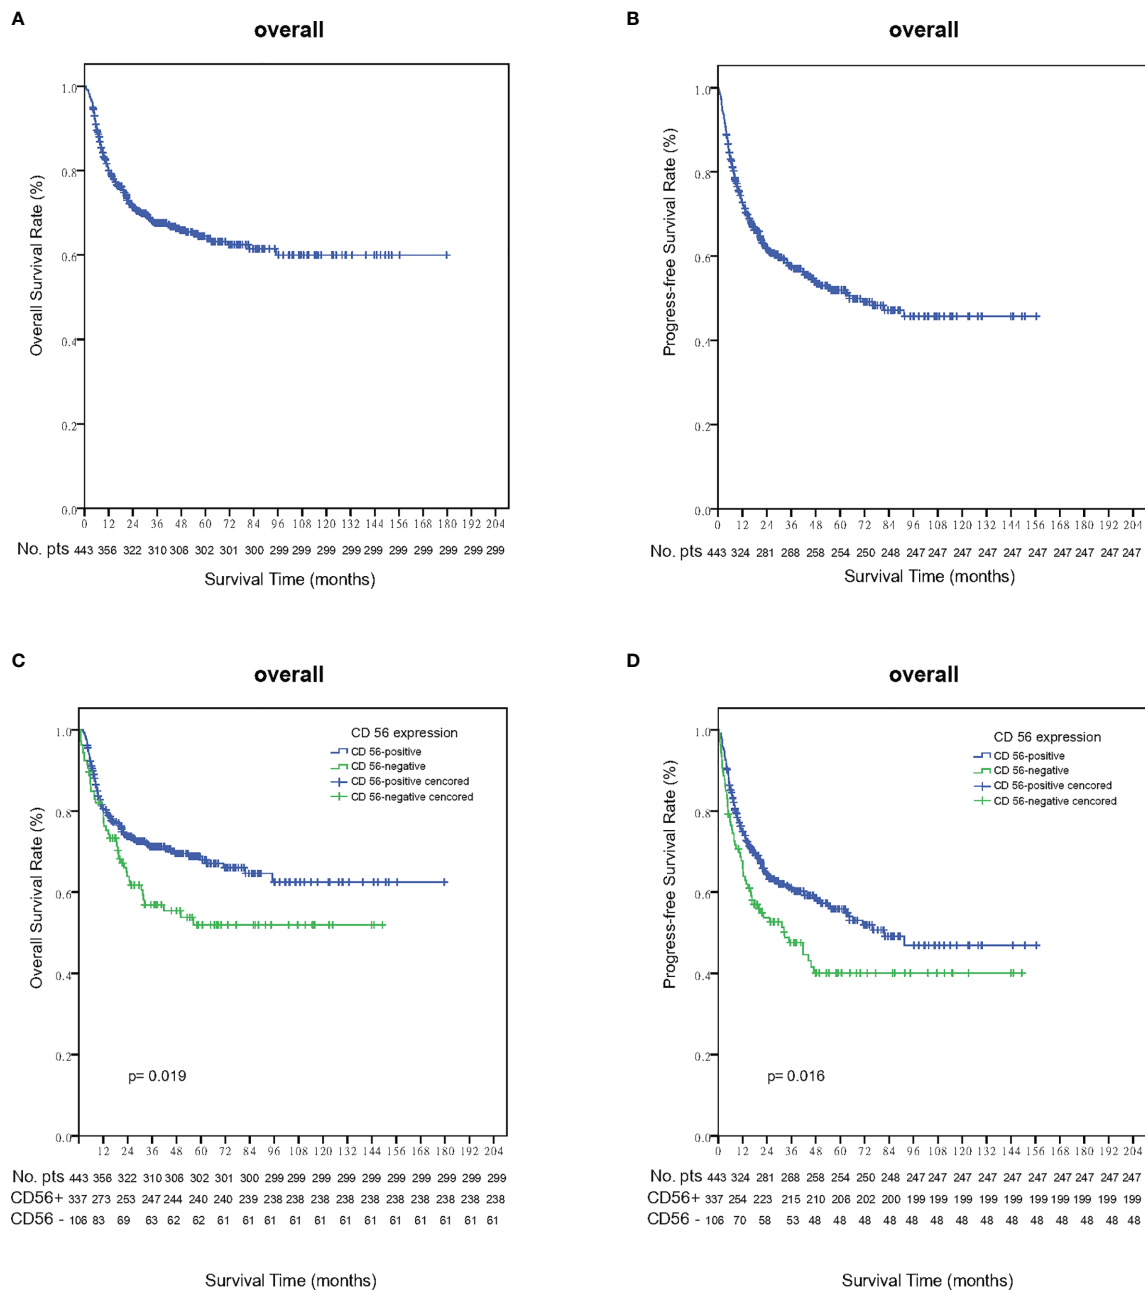 A
overall
Overall Survival Rate (%)
1.0
0.8
0.6
0.4
0.2
0.0
0 12 24 36 48 60 72 84 96 108 120 132 144 156 168 180 192 204
No. pts 443 356 322 310 306 302 301 300 299 299 299 299 299 299 299 299 299 299
Survival Time (months)
B
overall
Progress-free Survival Rate (%)
1.0
0.8
0.6
0.4
0.2
0.0
0 12 24 36 48 60 72 84 96 108 120 132 144 156 168 180 192 204
No. pts 443 324 281 268 258 254 250 248 247 247 247 247 247 247 247 247 247 247
Survival Time (months)
C
overall
Overall Survival Rate (%)
1.0
0.8
0.6
0.4
0.2
0.0
CD 56 expression
CD 56-positive
CD 56-negative
CD 56-positive cencored
CD 56-negative cencored
p= 0.019
12 24 36 48 60 72 84 96 108 120 132 144 156 168 180 192 204
No. pts 443 356 322 310 306 302 301 300 299 299 299 299 299 299 299 299 299 299
CD56+ 337 273 253 247 244 240 240 239 238 238 238 238 238 238 238 238 238 238
CD56 - 106 83 69 63 62 62 61 61 61 61 61 61 61 61 61 61 61 61
Survival Time (months)
D
overall
Progress-free Survival Rate (%)
1.0
0.8
0.6
0.4
0.2
0.0
CD 56 expression
CD 56-positive
CD 56-negative
CD 56-positive cencored
CD 56-negative cencored
p= 0.016
0 12 24 36 48 60 72 84 96 108 120 132 144 156 168 180 192 204
No. pts 443 324 281 268 258 254 250 248 247 247 247 247 247 247 247 247 247 247
CD56+ 337 254 223 215 210 206 202 200 199 199 199 199 199 199 199 199 199 199
CD56 - 106 70 58 53 48 48 48 48 48 48 48 48 48 48 48 48 48 48
Survival Time (months)